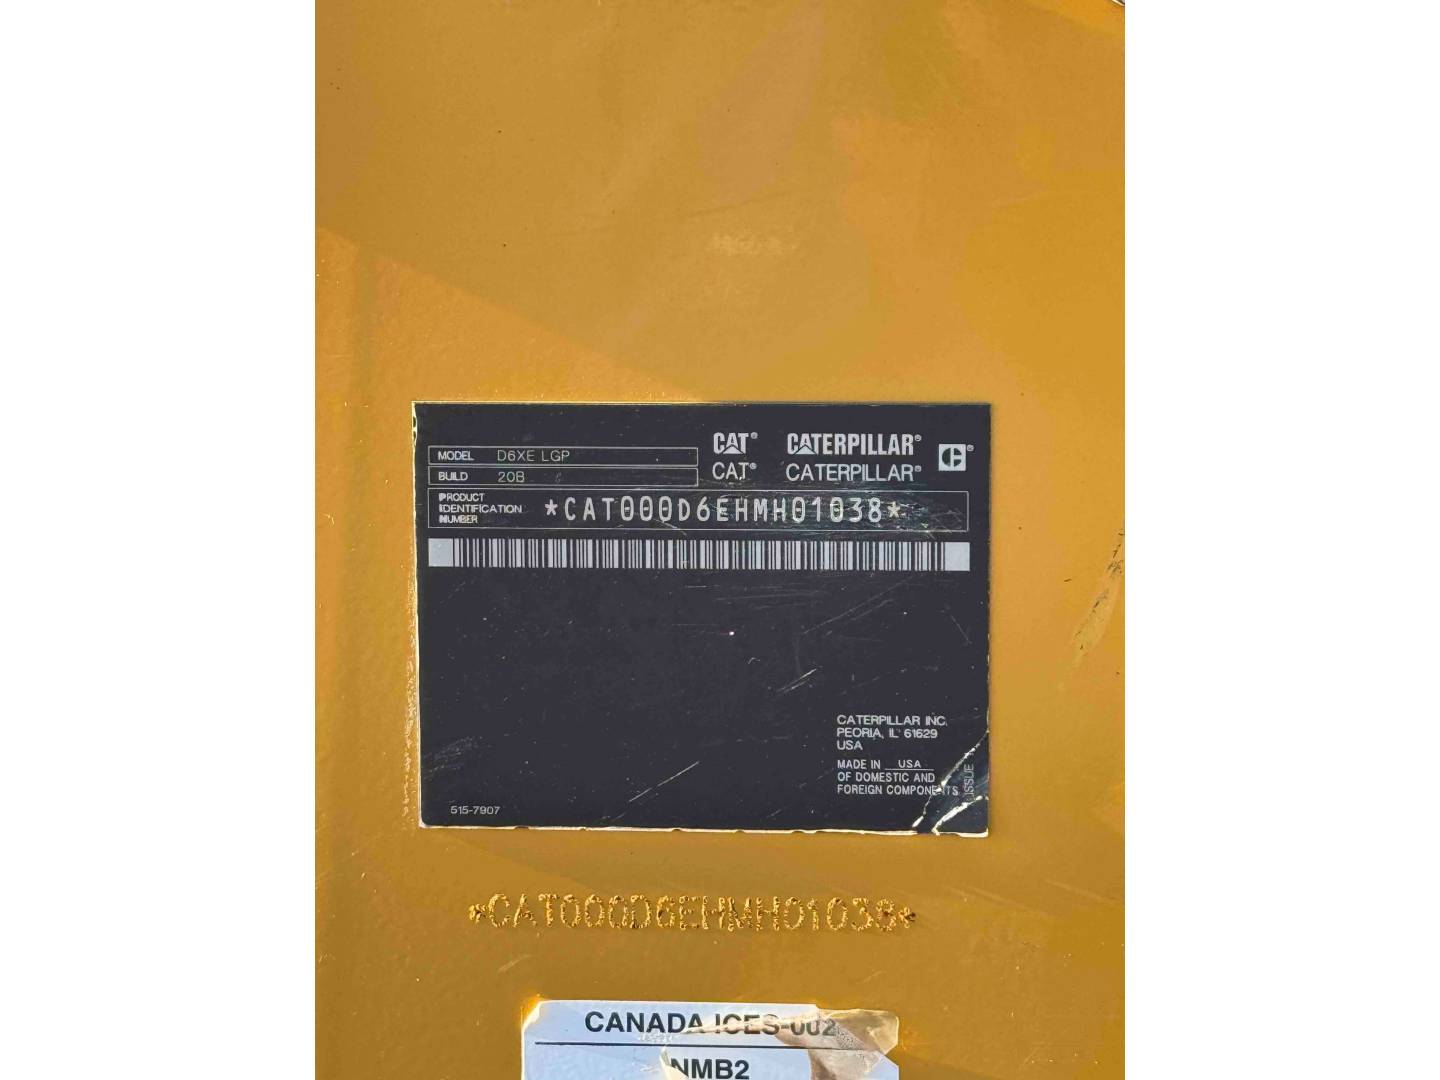 CAT® CATERPILLAR®
MODEL D6XE LGP
CAT® CATERPILLAR®
BUILD 20B
PRODUCT
IDENTIFICATION
NUMBER
*CAT000D6EHMH01038*
CATERPILLAR INC.
PEORIA, IL 61629
USA
MADE IN USA
OF DOMESTIC AND
FOREIGN COMPONENTS
ISSUE
515-7907
*CAT000D6EHMH01038*
CANADA ICES-002
NMB2